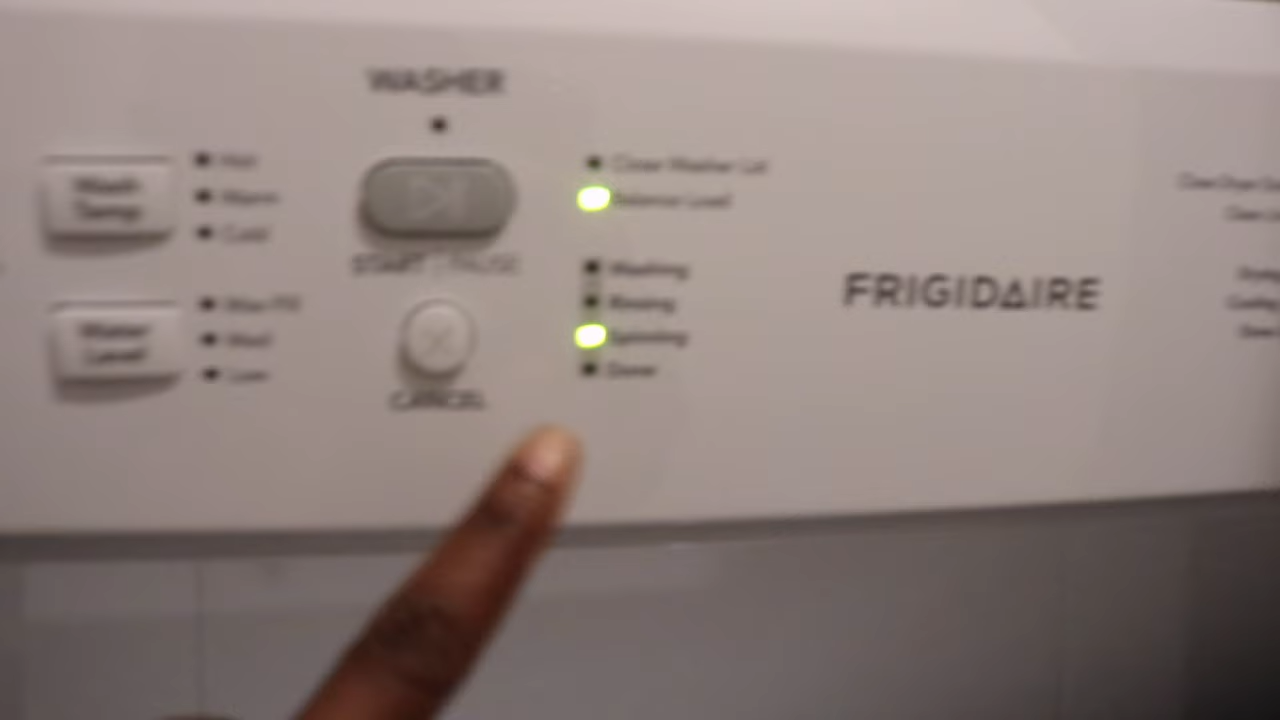 WASHER
Wash
Temp
Hot
Warm
Cold
START | PAUSE
Water
Level
Max Fill
Med
Low
CANCEL
Close Washer Lid
Balance Load
Washing
Rinsing
Spinning
Done
FRIGIDAIRE